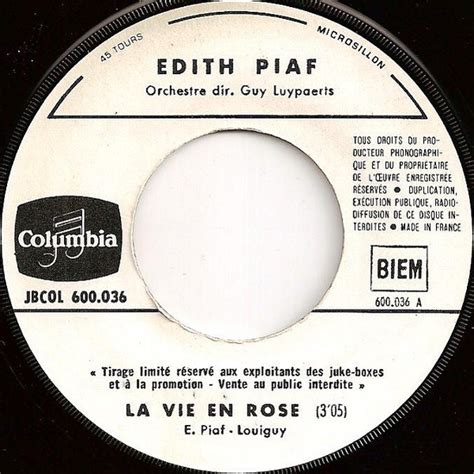 45 TOURS
MICROSILLON
EDITH PIAF
Orchestre dir. Guy Luypaerts
TOUS DROITS DU PRO-
DUCTEUR PHONOGRAPHI-
QUE ET DU PROPRIETAIRE
DE L'ŒUVRE ENREGISTRÉE
RÉSERVÉS ● DUPLICATION,
EXÉCUTION PUBLIQUE, RADIO-
DIFFUSION DE CE DISQUE IN-
TERDITES ● MADE IN FRANCE
Columbia
JBCOL 600.036
BIEM
600.036 A
« Tirage limité réservé aux exploitants des juke-boxes
et à la promotion - Vente au public interdite »
LA VIE EN ROSE (3'05)
E. Piaf - Louiguy